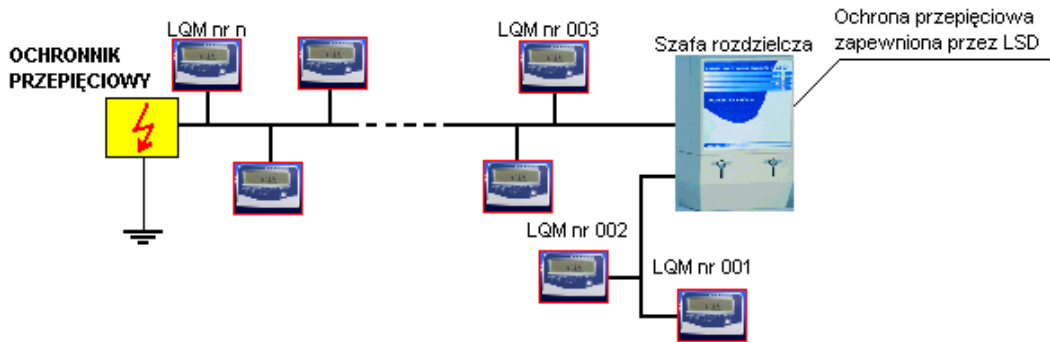 LQM nr n
LQM nr 003
Ochrona przepięciowa
zapewniona przez LSD
Szafa rozdzielcza
OCHRONNIK
PRZEPIĘCIOWY
LQM nr 002
LQM nr 001